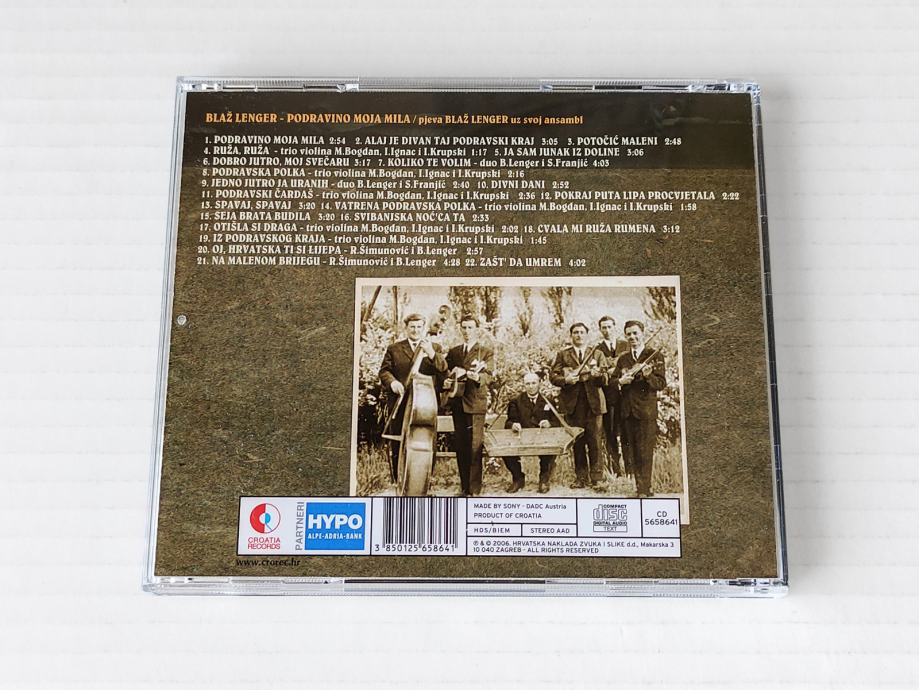 BLAŽ LENGER - PODRAVINO MOJA MILA / pjeva BLAŽ LENGER uz svoj ansambl
1. PODRAVINO MOJA MILA 2:54 2. ALAJ JE DIVAN TAJ PODRAVSKI KRAJ 3:05 3. POTOČIĆ MALENI 2:48
4. RUŽA, RUŽA - trio violina M.Bogdan, I.Ignac i I.Krupski 1:17 5. JA SAM JUNAK IZ DOLINE 3:06
6. DOBRO JUTRO, MOJ SVEČARU 3:17 7. KOLIKO TE VOLIM - duo B.Lenger i S.Franjić 4:03
8. PODRAVSKA POLKA - trio violina M.Bogdan, I.Ignac i I.Krupski 2:16
9. JEDNO JUTRO JA URANIH - duo B.Lenger i S.Franjić 2:40 10. DIVNI DANI 2:52
11. PODRAVSKI ČARDAŠ - trio violina M.Bogdan, I.Ignac i I.Krupski 2:36 12. POKRAJ PUTA LIPA PROCVJETALA 2:22
13. SPAVAJ, SPAVAJ 3:20 14. VATRENA PODRAVSKA POLKA - trio violina M.Bogdan, I.Ignac i I.Krupski 1:58
15. SEJA BRATA BUDILA 3:20 16. SVIBANJSKA NOĆ'CA TA 2:33
17. OTIŠLA SI DRAGA - trio violina M.Bogdan, I.Ignac i I.Krupski 2:02 18. CVALA MI RUŽA RUMENA 3:12
19. IZ PODRAVSKOG KRAJA - trio violina M.Bogdan, I.Ignac i I.Krupski 1:45
20. OJ, HRVATSKA TI SI LIJEPA - R.Šimunović i B.Lenger 2:57
21. NA MALENOM BRIJEGU - R.Šimunović i B.Lenger 4:28 22. ZAŠT' DA UMREM 4:02
CROATIA RECORDS
PARTNERI
HYPO
ALPE-ADRIA-BANK
3 850125 658641
MADE BY SONY - DADC Austria
PRODUCT OF CROATIA
HDS/BIEM
STEREO AAD
COMPACT
disc
DIGITAL AUDIO
TEXT
CD
5658641
℗ & © 2006. HRVATSKA NAKLADA ZVUKA I SLIKE d.d., Makarska 3
10 040 ZAGREB - ALL RIGHTS RESERVED
www.crorec.hr